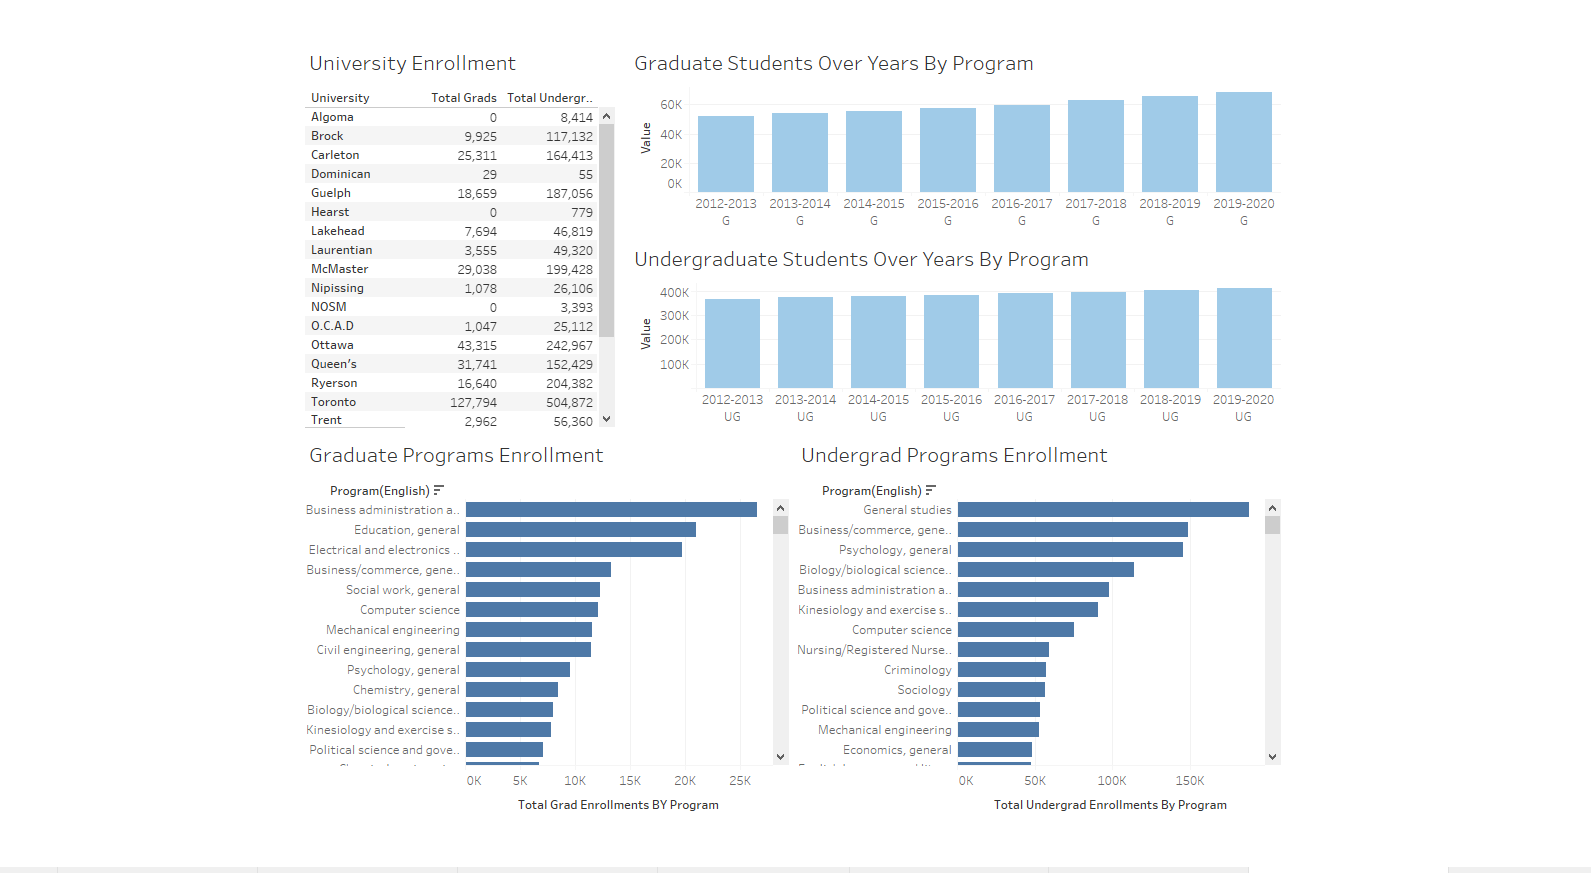 University Enrollment
University Total Grads Total Undergr..
Algoma 0 8,414
Brock 9,925 117,132
Carleton 25,311 164,413
Dominican 29 55
Guelph 18,659 187,056
Hearst 0 779
Lakehead 7,694 46,819
Laurentian 3,555 49,320
McMaster 29,038 199,428
Nipissing 1,078 26,106
NOSM 0 3,393
O.C.A.D 1,047 25,112
Ottawa 43,315 242,967
Queen's 31,741 152,429
Ryerson 16,640 204,382
Toronto 127,794 504,872
Trent 2,962 56,360
Graduate Students Over Years By Program
Value
60K
40K
20K
0K
2012-2013 2013-2014 2014-2015 2015-2016 2016-2017 2017-2018 2018-2019 2019-2020
G G G G G G G G
Undergraduate Students Over Years By Program
Value
400K
300K
200K
100K
2012-2013 2013-2014 2014-2015 2015-2016 2016-2017 2017-2018 2018-2019 2019-2020
UG UG UG UG UG UG UG UG
Graduate Programs Enrollment
Program(English)
Business administration a..
Education, general
Electrical and electronics ..
Business/commerce, gene..
Social work, general
Computer science
Mechanical engineering
Civil engineering, general
Psychology, general
Chemistry, general
Biology/biological science..
Kinesiology and exercise s..
Political science and gove..
0K 5K 10K 15K 20K 25K
Total Grad Enrollments BY Program
Undergrad Programs Enrollment
Program(English)
General studies
Business/commerce, gene..
Psychology, general
Biology/biological science..
Business administration a..
Kinesiology and exercise s..
Computer science
Nursing/Registered Nurse..
Criminology
Sociology
Political science and gove..
Mechanical engineering
Economics, general
0K 50K 100K 150K
Total Undergrad Enrollments By Program